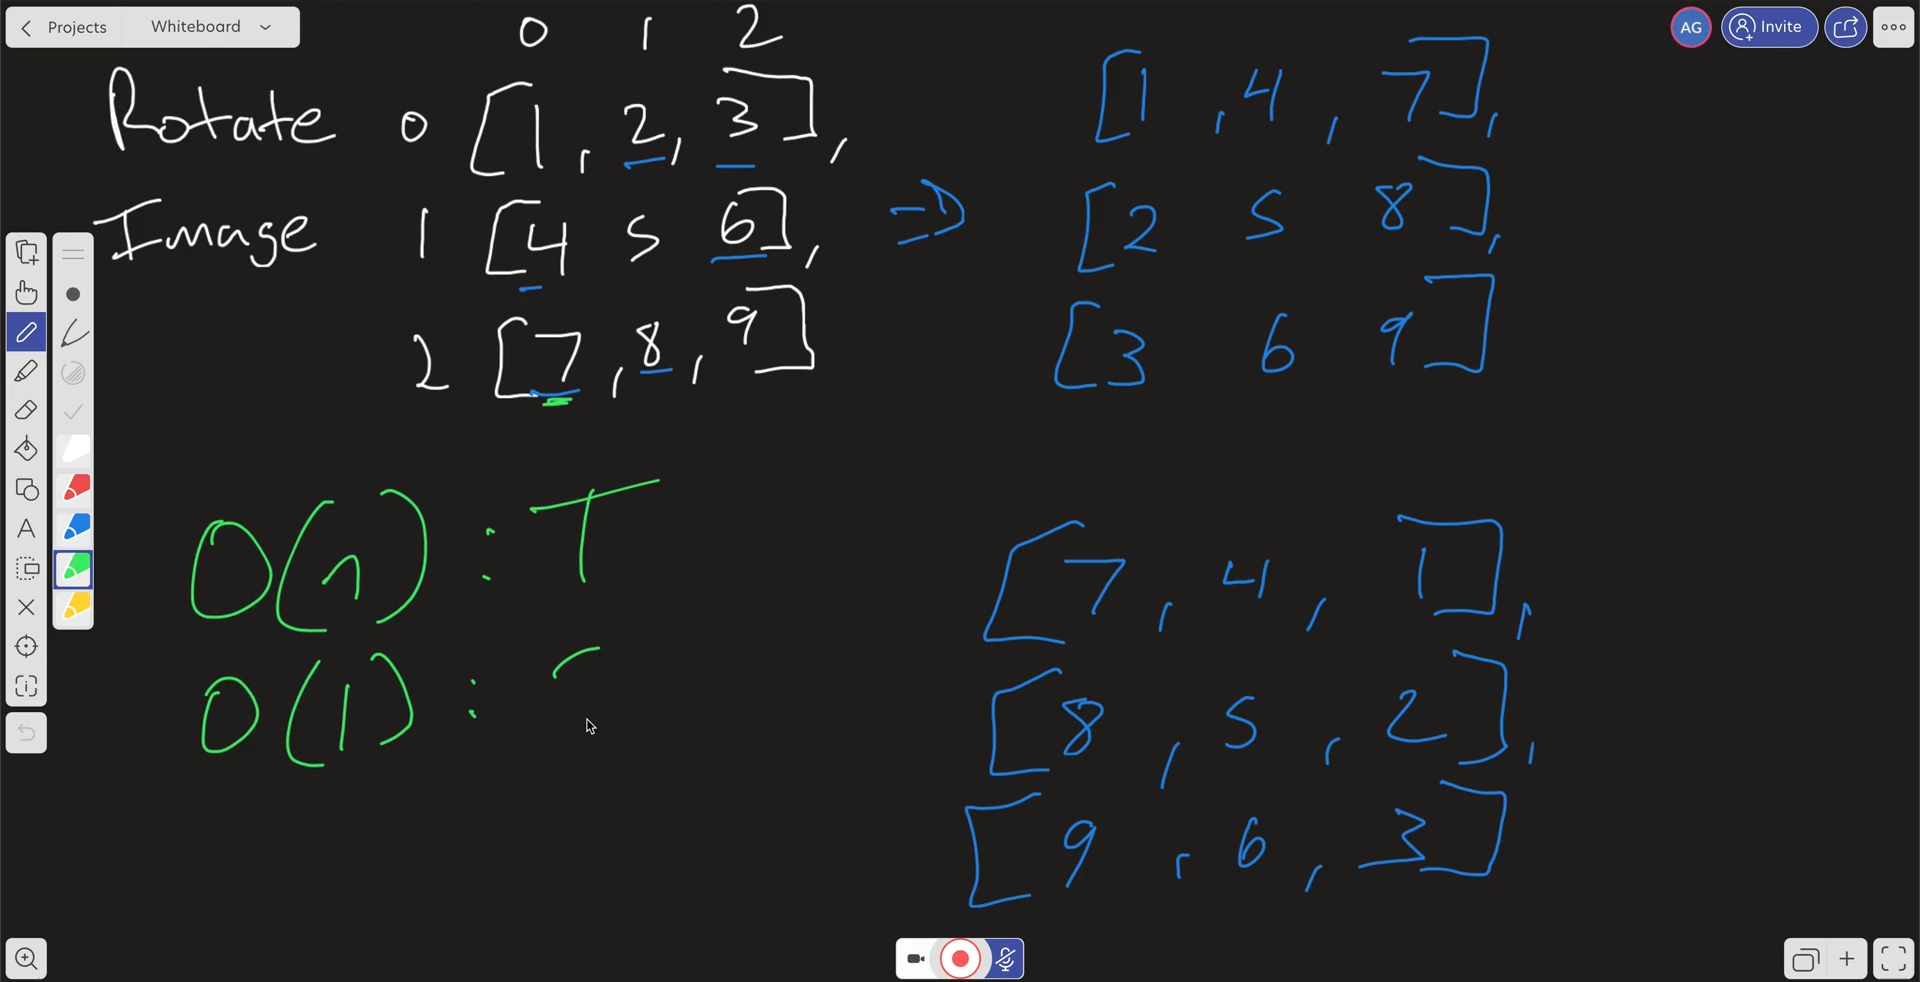 Projects Whiteboard
AG Invite
0 1 2
Rotate 0 [1, 2, 3],
Image 1 [4 5 6],
2 [7, 8, 9]
=>
[1, 4, 7],
[2 5 8],
[3 6 9]
O(n) : T
O(1) :
[7, 4, 1],
[8, 5, 2],
[9, 6, 3]
A